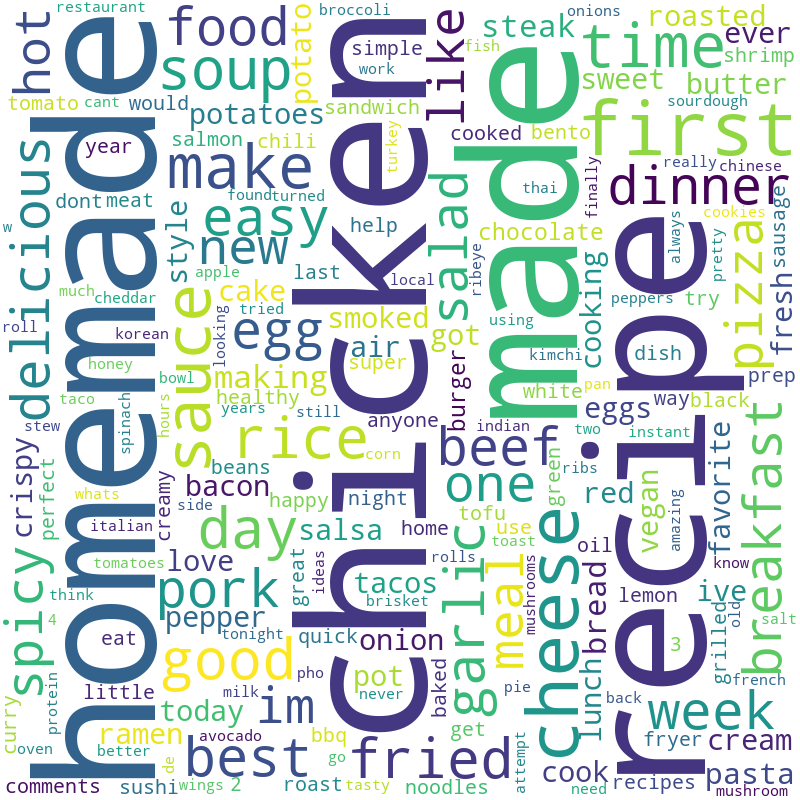 restaurant
broccoli
onions
roasted
hot
food
simple
like
steak
time
ever
homemade
soup
potato
chicken
work
fish
made
sweet
shrimp
butter
tomato
cant
would
potatoes
sandwich
sourdough
first
year
salmon
chili
turkey
cooked
bento
really
chinese
make
finally
delicious
dont
meat
found
turned
thai
dinner
w
style
easy
help
salad
chocolate
always
cookies
pretty
sausage
new
last
ribeye
cooking
recipe
pizza
fresh
much
apple
local
cheddar
cake
tried
smoked
got
using
peppers
try
roll
korean
sauce
looking
egg
air
burger
kimchi
dish
prep
honey
bowl
making
super
white
pan
way
black
taco
healthy
eggs
spinach
hours
years
still
anyone
indian
two
instant
stew
rice
corn
beef
favorite
breakfast
crispy
perfect
creamy
beans
ribs
green
whats
side
bacon
happy
night
one
red
vegan
amazing
italian
day
salsa
home
tofu
use
cheese
garlic
toast
tomatoes
love
great
ideas
rolls
meal
mushrooms
oil
bread
know
spicy
think
pork
tacos
brisket
lemon
ive
4
pepper
old
salt
eat
tonight
quick
onion
3
grilled
protein
good
pho
pot
baked
lunch
french
little
milk
never
pie
back
curry
today
im
get
week
oven
ramen
avocado
bbq
attempt
fryer
cream
better
de
best
go
fried
comments
sushi
wings
2
roast
tasty
noodles
cook
need
recipes
pasta
mushroom